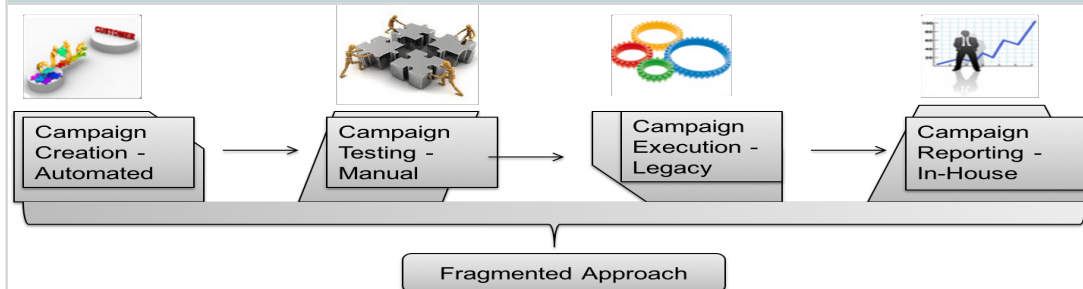 CUSTOMER
Campaign
Creation -
Automated
Campaign
Testing -
Manual
Campaign
Execution -
Legacy
Campaign
Reporting -
In-House
Fragmented Approach